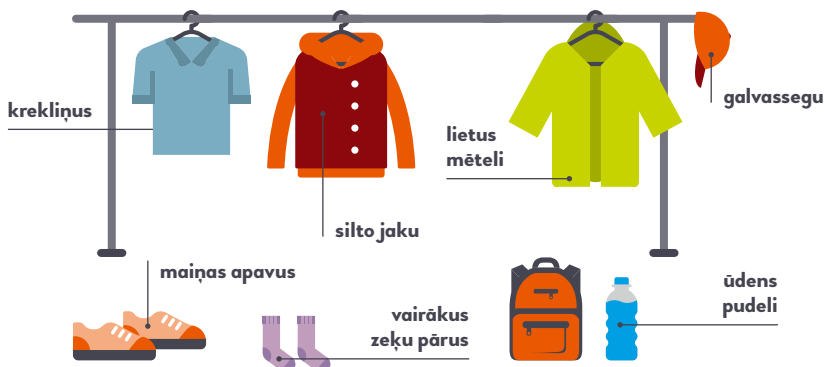 krekliņus
galvassegu
lietus
mēteli
silto jaku
maiņas apavus
ūdens
pudeli
vairākus
zeķu pārus